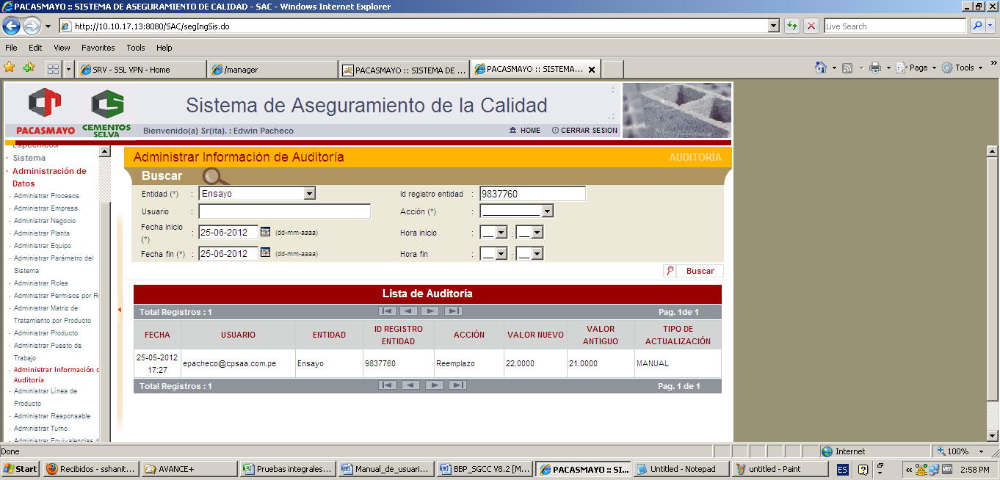 PACASMAYO :: SISTEMA DE ASEGURAMIENTO DE CALIDAD - SAC - Windows Internet Explorer
http://10.10.17.13:8080/SAC/segIngSis.do
Live Search
File Edit View Favorites Tools Help
SRV - SSL VPN - Home
/manager
PACASMAYO :: SISTEMA DE ...
PACASMAYO :: SISTEMA...
Page
Tools
»
PACASMAYO
CEMENTOS
SELVA
Sistema de Aseguramiento de la Calidad
Bienvenido(a) Sr(ita). : Edwin Pacheco
HOME
CERRAR SESION
Específicos
Sistema
Administración de
Datos
Administrar Procesos
Administrar Empresa
Administrar Negocio
Administrar Planta
Administrar Equipo
Administrar Parámetro del
Sistema
Administrar Roles
Administrar Permisos por R
Administrar Matriz de
Tratamiento por Producto
Administrar Producto
Administrar Puesto de
Trabajo
Administrar Información d
Auditoría
Administrar Línea de
Producto
Administrar Responsable
Administrar Turno
Administrar Equivalencias d
Administrar Información de Auditoría
AUDITORÍA
Buscar
Entidad (*) : Ensayo
Id registro entidad : 9837760
Usuario :
Acción (*) :
Fecha inicio
(*) : 25-06-2012 (dd-mm-aaaa)
Hora inicio : __ : __
Fecha fin (*) : 25-06-2012 (dd-mm-aaaa)
Hora fin : __ : __
Buscar
Lista de Auditoría
Total Registros : 1
Pag. 1de 1
FECHA USUARIO ENTIDAD ID REGISTRO ENTIDAD ACCIÓN VALOR NUEVO VALOR ANTIGUO TIPO DE ACTUALIZACIÓN
25-05-2012 17:27 epacheco@cpsaa.com.pe Ensayo 9837760 Reemplazo 22.0000 21.0000 MANUAL
Total Registros : 1
Pag. 1 de 1
Done
Internet
100%
Start
Recibidos - sshanit...
AVANCE+
Pruebas integrales...
Manual_de_usuari...
BBP_SGCC V8.2 [M...
PACASMAYO :: SI...
Untitled - Notepad
untitled - Paint
ES
«
2:58 PM